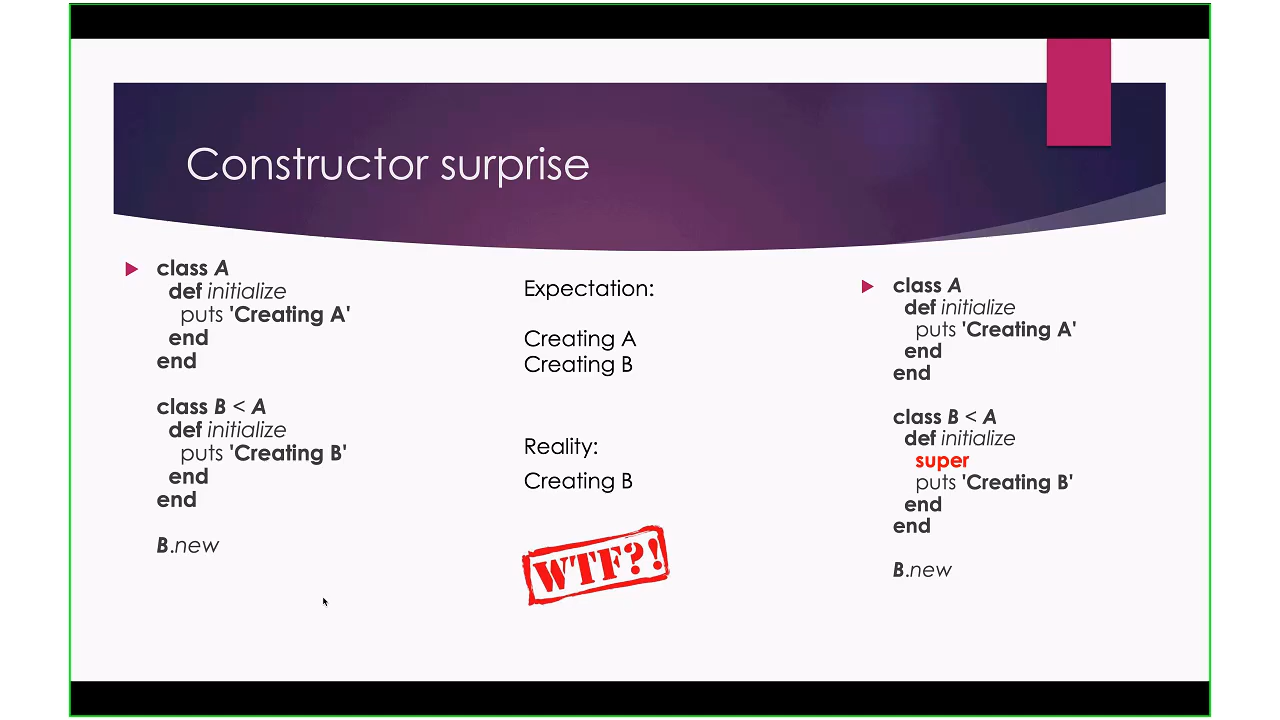 Constructor surprise
class A
def initialize
puts 'Creating A'
end
end
class B < A
def initialize
puts 'Creating B'
end
end
B.new
Expectation:
Creating A
Creating B
Reality:
Creating B
WTF?!
class A
def initialize
puts 'Creating A'
end
end
class B < A
def initialize
super
puts 'Creating B'
end
end
B.new